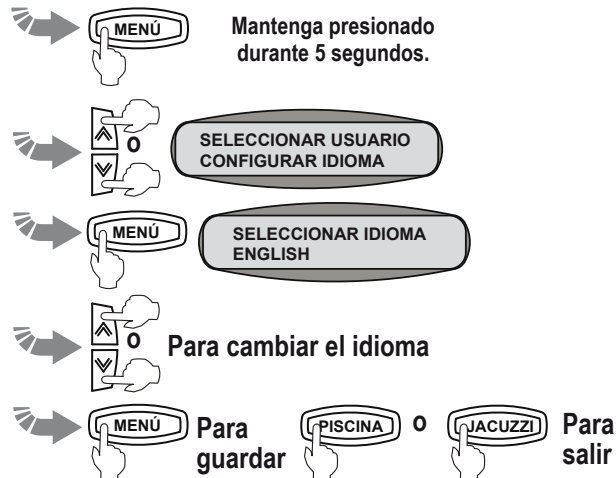 MENÚ
Mantenga presionado
durante 5 segundos.
o
SELECCIONAR USUARIO
CONFIGURAR IDIOMA
MENÚ
SELECCIONAR IDIOMA
ENGLISH
o
Para cambiar el idioma
MENÚ
Para
guardar
PISCINA
o
JACUZZI
Para
salir